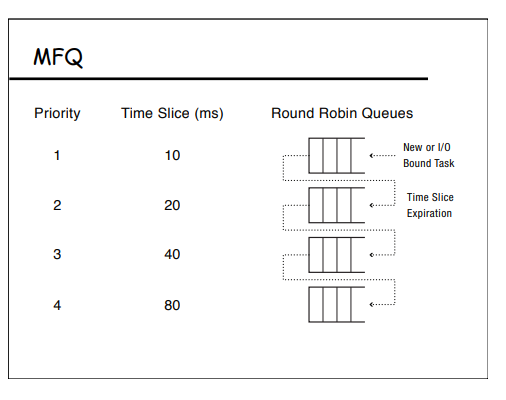 MFQ
Priority Time Slice (ms) Round Robin Queues
1 10 New or I/O
Bound Task
2 20 Time Slice
Expiration
3 40
4 80